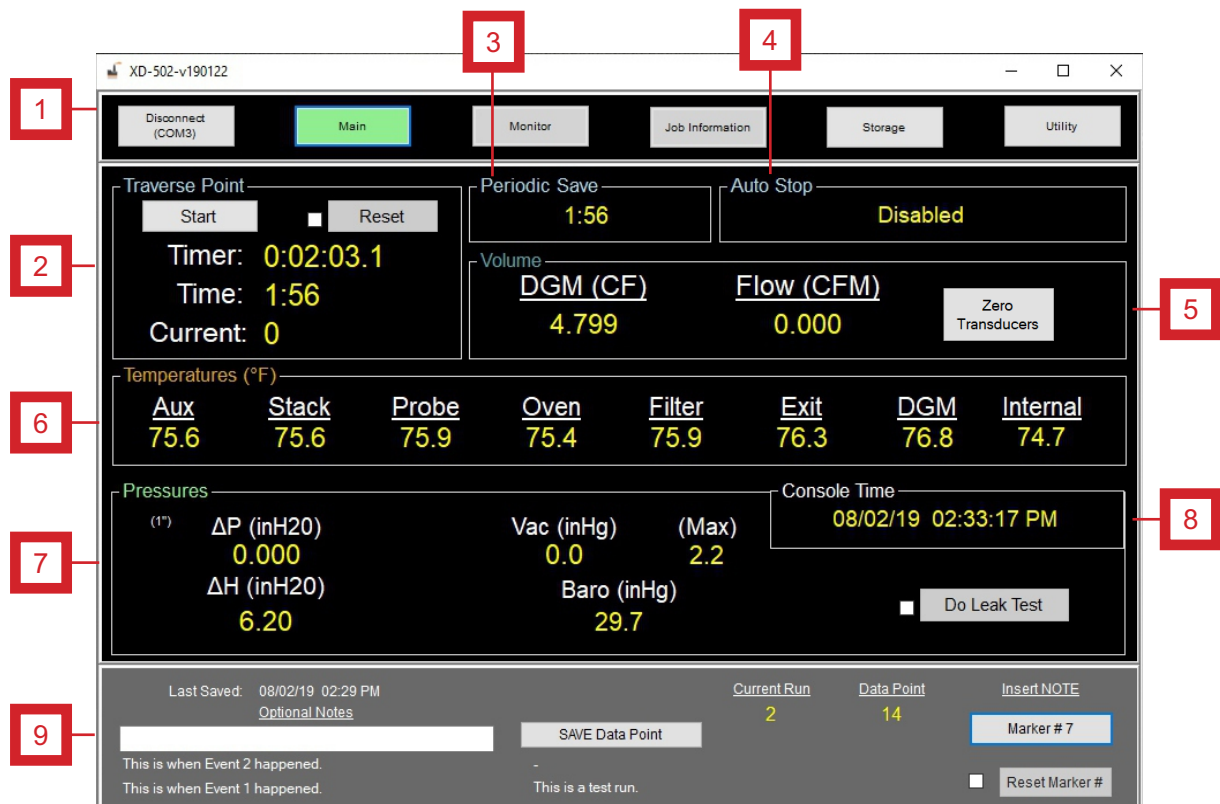 3
4
XD-502-v190122
1
Disconnect
(COM3)
Main
Monitor
Job Information
Storage
Utility
Traverse Point
Start
Reset
Timer: 0:02:03.1
Time: 1:56
Current: 0
2
Periodic Save
1:56
Auto Stop
Disabled
Volume
DGM (CF)
4.799
Flow (CFM)
0.000
Zero
Transducers
5
Temperatures (°F)
6
Aux Stack Probe Oven Filter Exit DGM Internal
75.6 75.6 75.9 75.4 75.9 76.3 76.8 74.7
Pressures
(1") ΔP (inH20)
0.000
ΔH (inH20)
6.20
7
Vac (inHg) (Max)
0.0 2.2
Baro (inHg)
29.7
Console Time
08/02/19 02:33:17 PM
8
Do Leak Test
Last Saved: 08/02/19 02:29 PM
Optional Notes
9
SAVE Data Point
Current Run
2
Data Point
14
Insert NOTE
Marker # 7
This is when Event 2 happened.
-
This is when Event 1 happened.
This is a test run.
Reset Marker #